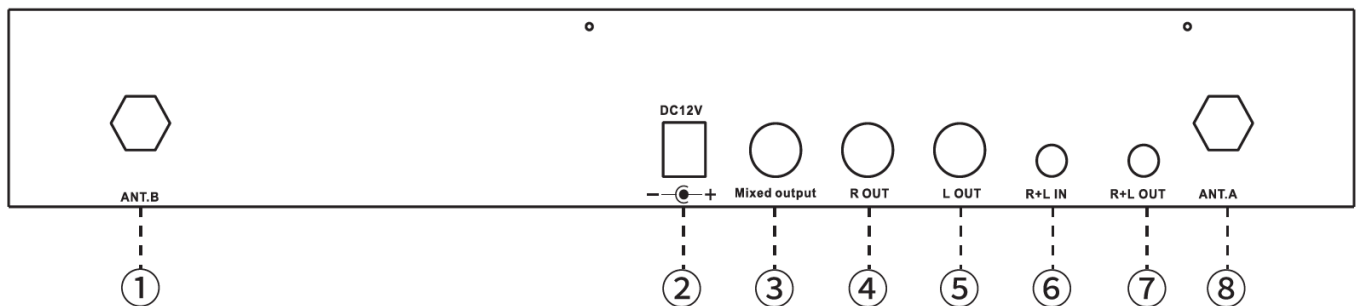 DC12V
ANT.B
− +
Mixed output
R OUT
L OUT
R+L IN
R+L OUT
ANT.A
① ② ③ ④ ⑤ ⑥ ⑦ ⑧